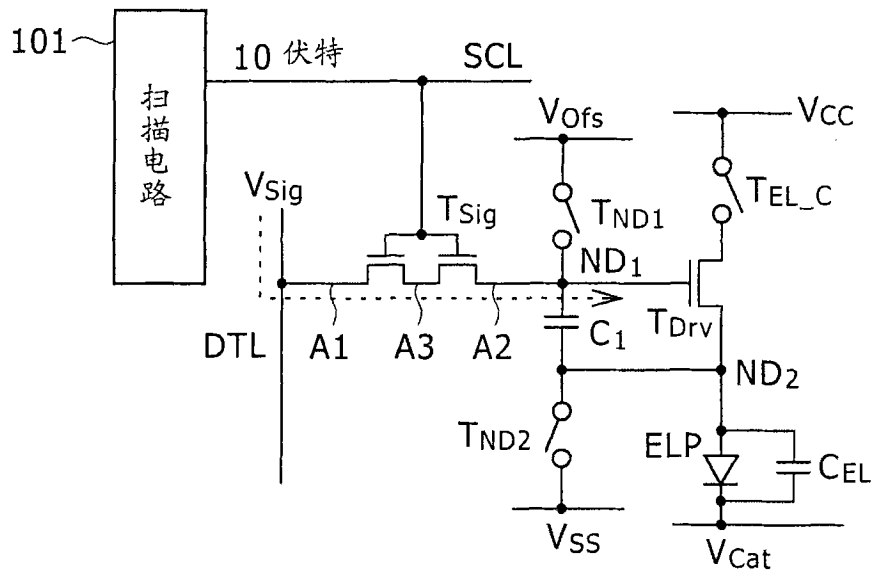 101
10 伏特
SCL
扫描电路
VSig
TSig
VOfs
TND1
ND1
VCC
TEL_C
A1
A3
A2
C1
TDrv
DTL
ND2
TND2
ELP
CEL
VSS
VCat